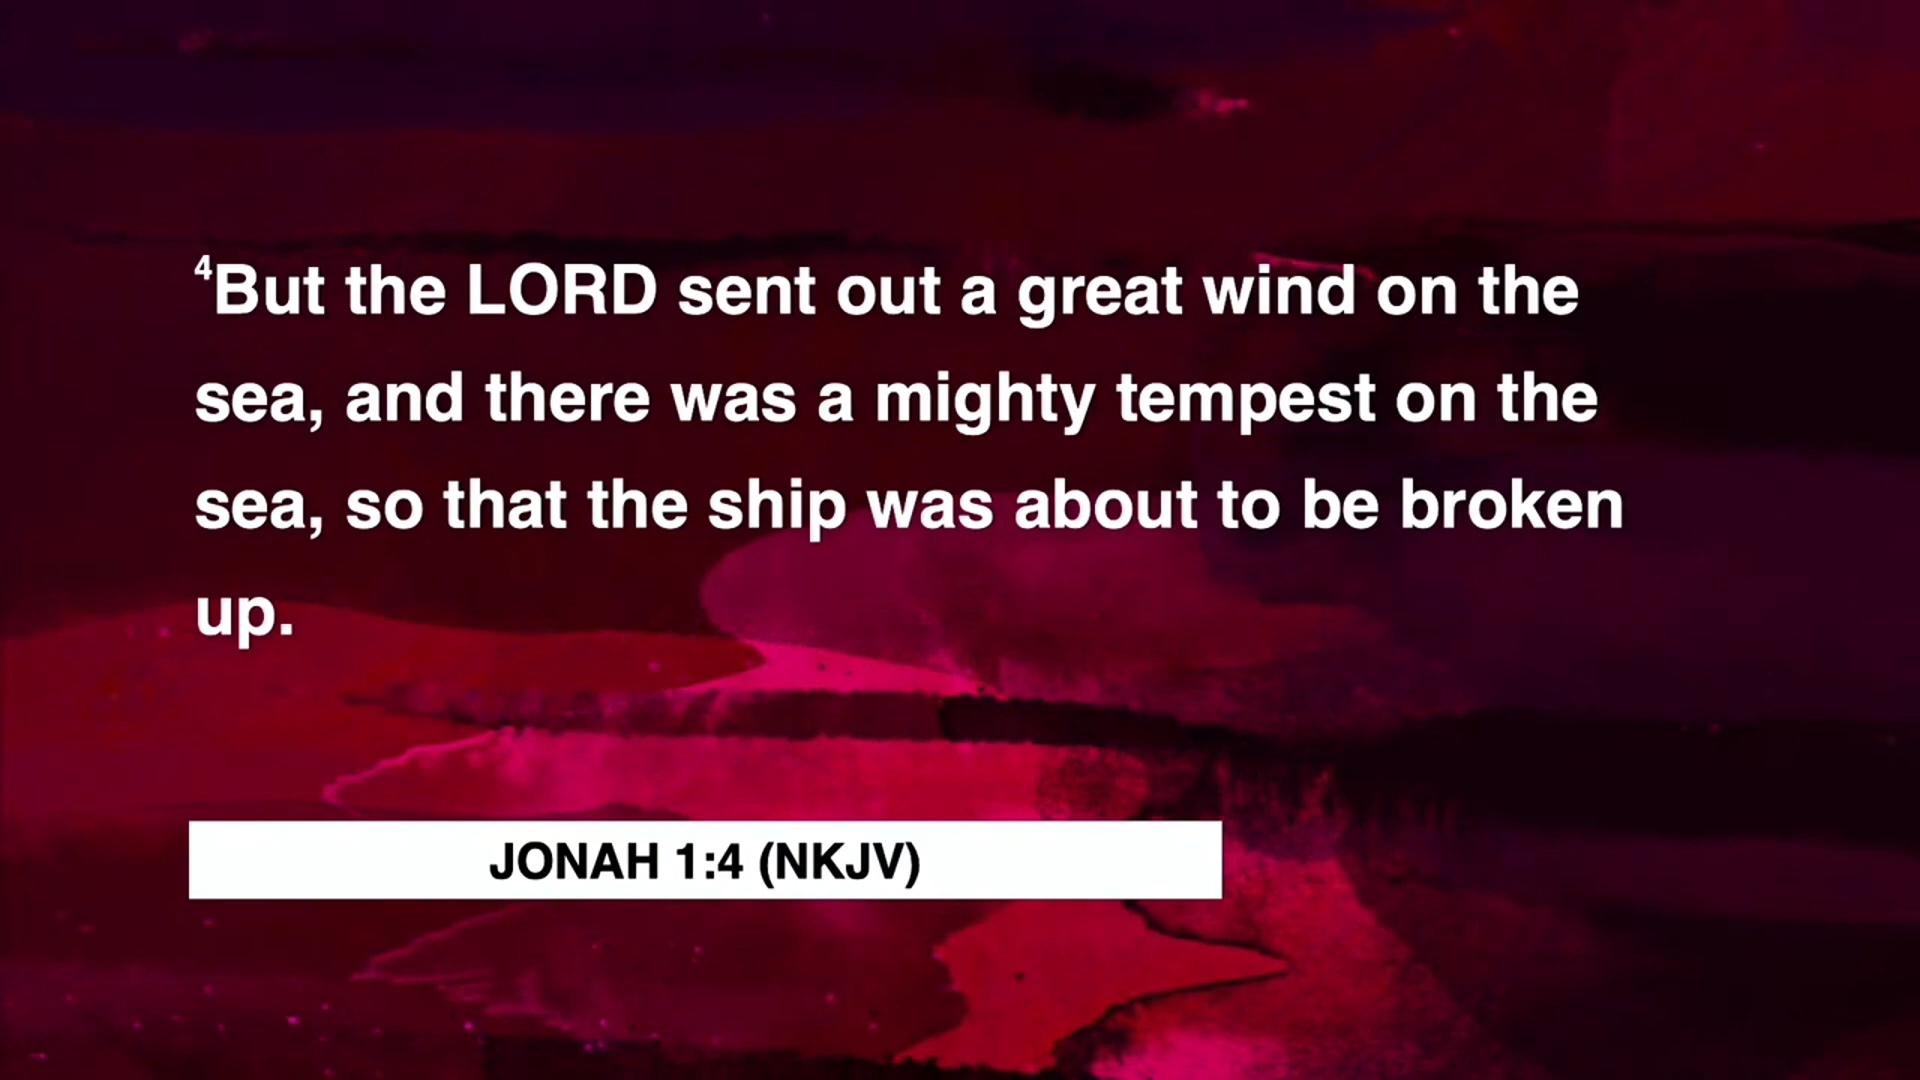 ⁴But the LORD sent out a great wind on the
sea, and there was a mighty tempest on the
sea, so that the ship was about to be broken
up.
JONAH 1:4 (NKJV)